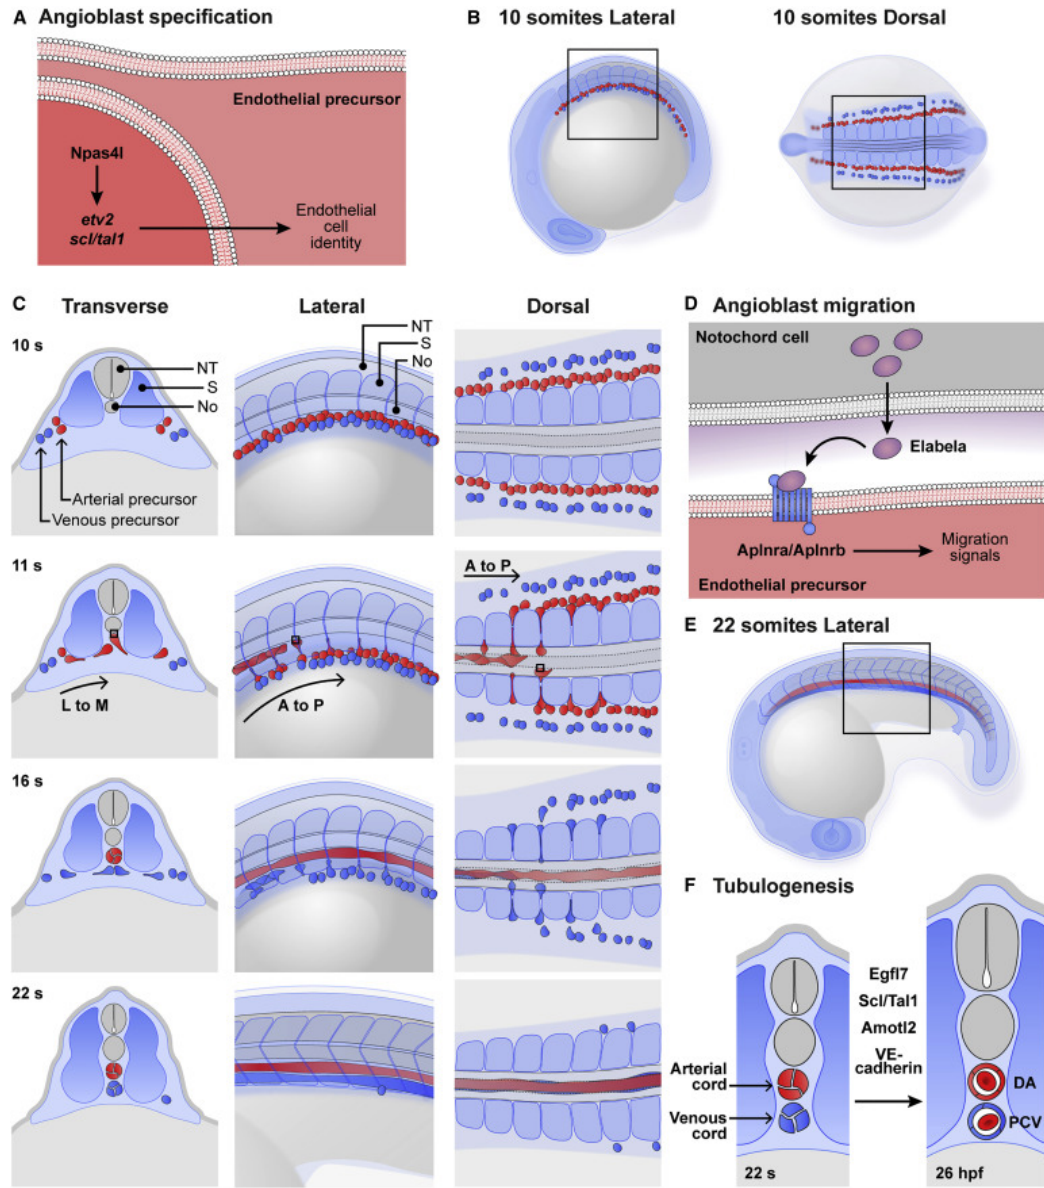 A Angioblast specification
Endothelial precursor
Npas4l
etv2
scl/tal1
Endothelial
cell
identity
B 10 somites Lateral
10 somites Dorsal
C Transverse
Lateral
Dorsal
10 s
NT
S
No
Arterial precursor
Venous precursor
NT
S
No
11 s
L to M
A to P
A to P
16 s
22 s
D Angioblast migration
Notochord cell
Elabela
Aplnra/Aplnrb
Migration
signals
Endothelial precursor
E 22 somites Lateral
F Tubulogenesis
Egfl7
Scl/Tal1
Amotl2
VE-
cadherin
Arterial
cord
Venous
cord
DA
PCV
22 s
26 hpf